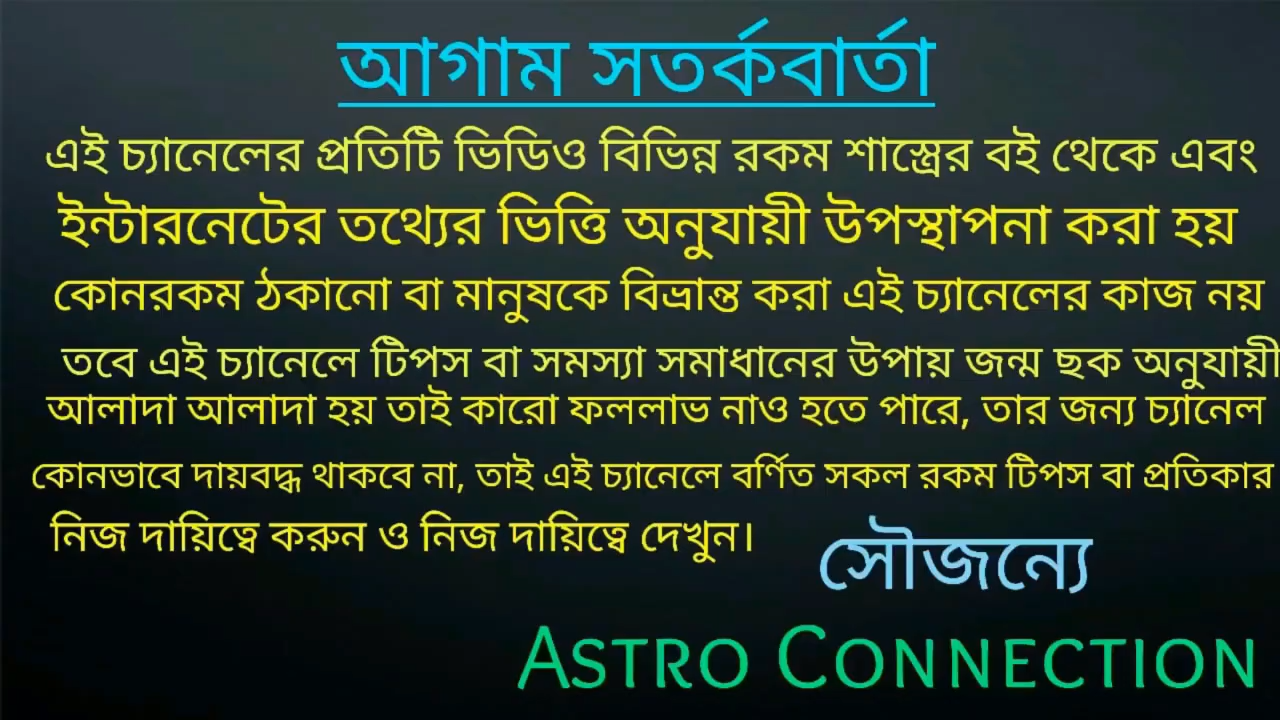 আগাম সতর্কবার্তা
এই চ্যানেলের প্রতিটি ভিডিও বিভিন্ন রকম শাস্ত্রের বই থেকে এবং
ইন্টারনেটের তথ্যের ভিত্তি অনুযায়ী উপস্থাপনা করা হয়
কোনরকম ঠকানো বা মানুষকে বিভ্রান্ত করা এই চ্যানেলের কাজ নয়
তবে এই চ্যানেলে টিপস বা সমস্যা সমাধানের উপায় জন্ম ছক অনুযায়ী
আলাদা আলাদা হয় তাই কারো ফললাভ নাও হতে পারে, তার জন্য চ্যানেল
কোনভাবে দায়বদ্ধ থাকবে না, তাই এই চ্যানেলে বর্ণিত সকল রকম টিপস বা প্রতিকার
নিজ দায়িত্বে করুন ও নিজ দায়িত্বে দেখুন।
সৌজন্যে
ASTRO CONNECTION